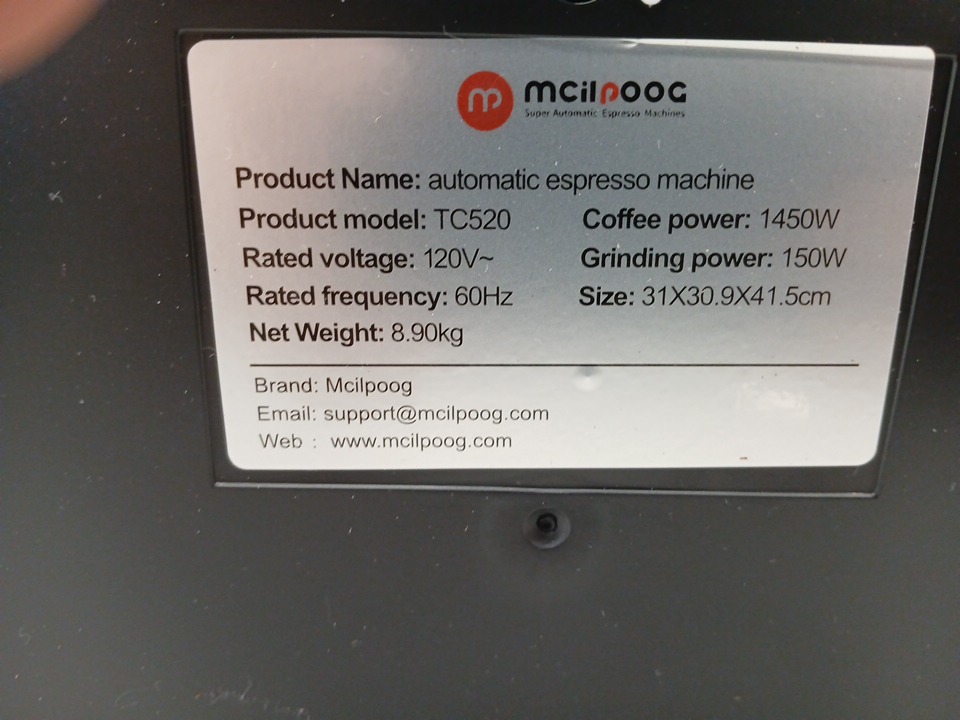 mcilpoog
Super Automatic Espresso Machines
Product Name: automatic espresso machine
Product model: TC520 Coffee power: 1450W
Rated voltage: 120V~ Grinding power: 150W
Rated frequency: 60Hz Size: 31X30.9X41.5cm
Net Weight: 8.90kg
Brand: Mcilpoog
Email: support@mcilpoog.com
Web : www.mcilpoog.com